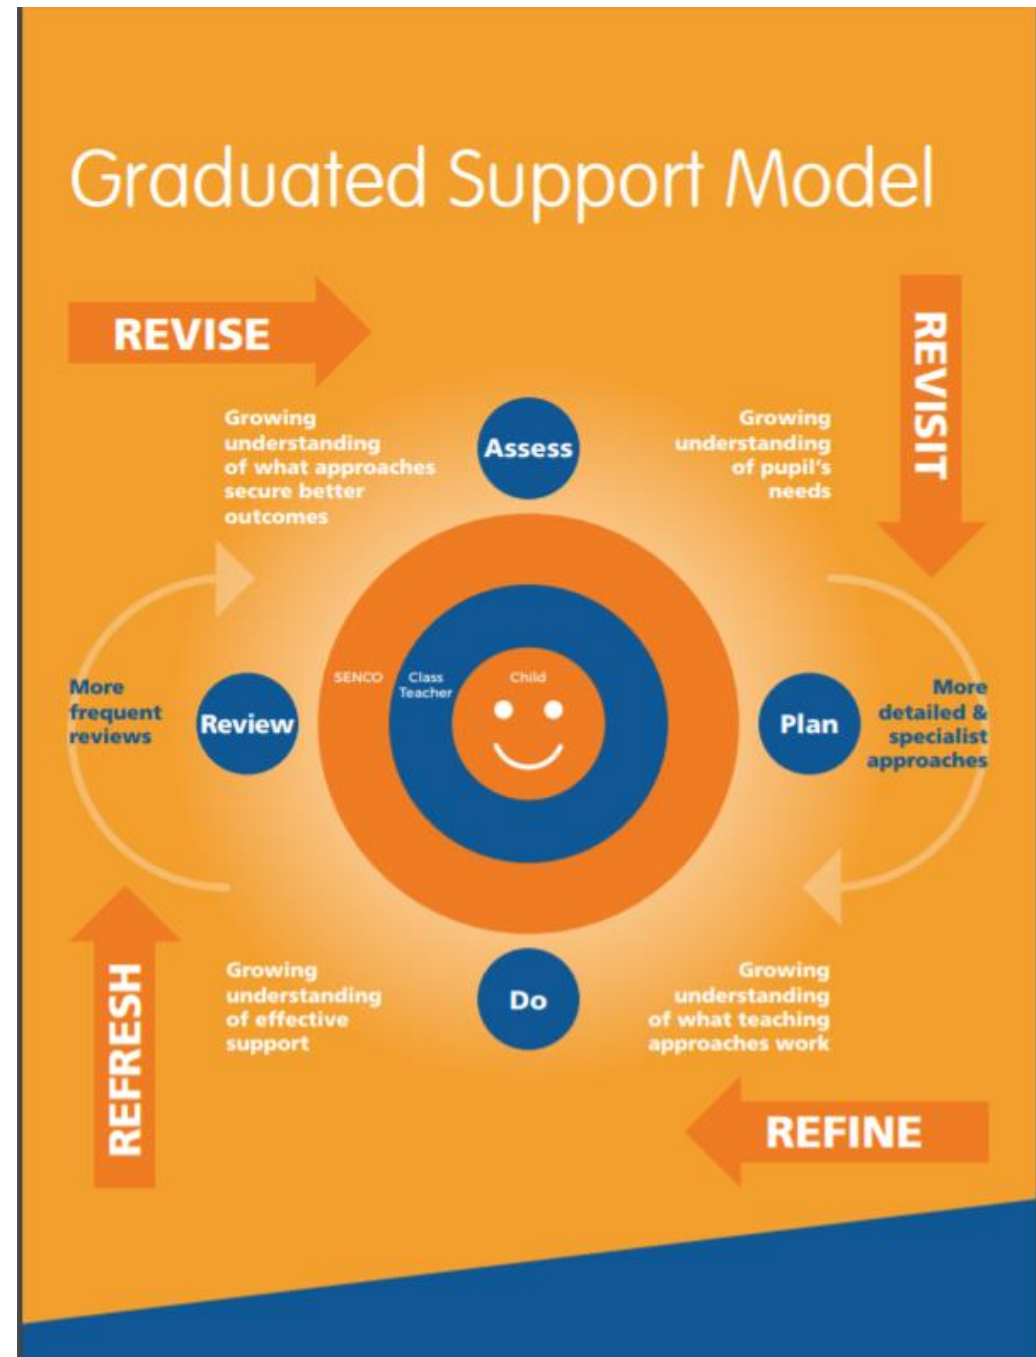 Graduated Support Model
REVISE
REVISIT
Growing
understanding
of what approaches
secure better
outcomes
Assess
Growing
understanding
of pupil's
needs
More
frequent
reviews
Review
SENCO
Class
Teacher
Child
Plan
More
detailed &
specialist
approaches
REFRESH
Growing
understanding
of effective
support
Do
Growing
understanding
of what teaching
approaches work
REFINE